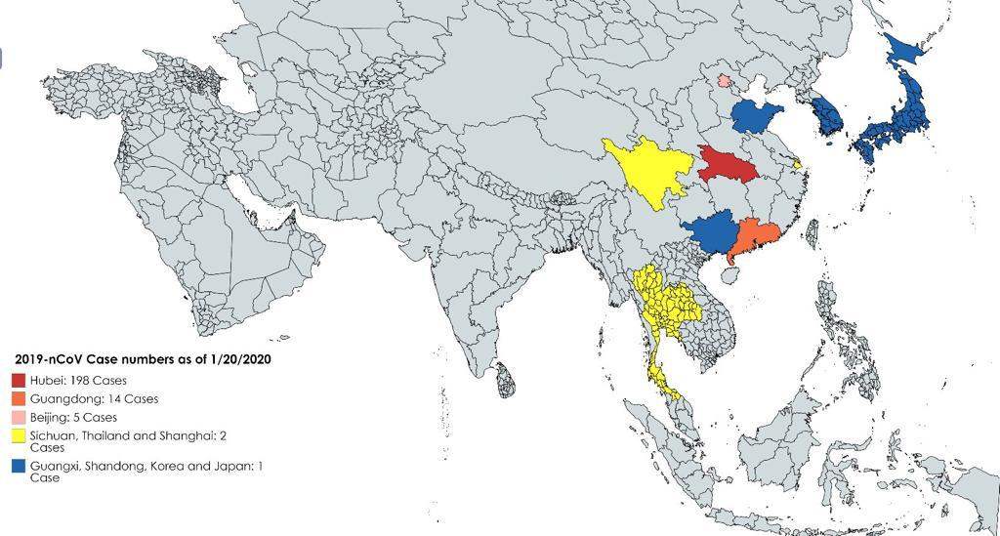 2019-nCoV Case numbers as of 1/20/2020
Hubei: 198 Cases
Guangdong: 14 Cases
Beijing: 5 Cases
Sichuan, Thailand and Shanghai: 2
Cases
Guangxi, Shandong, Korea and Japan: 1
Case